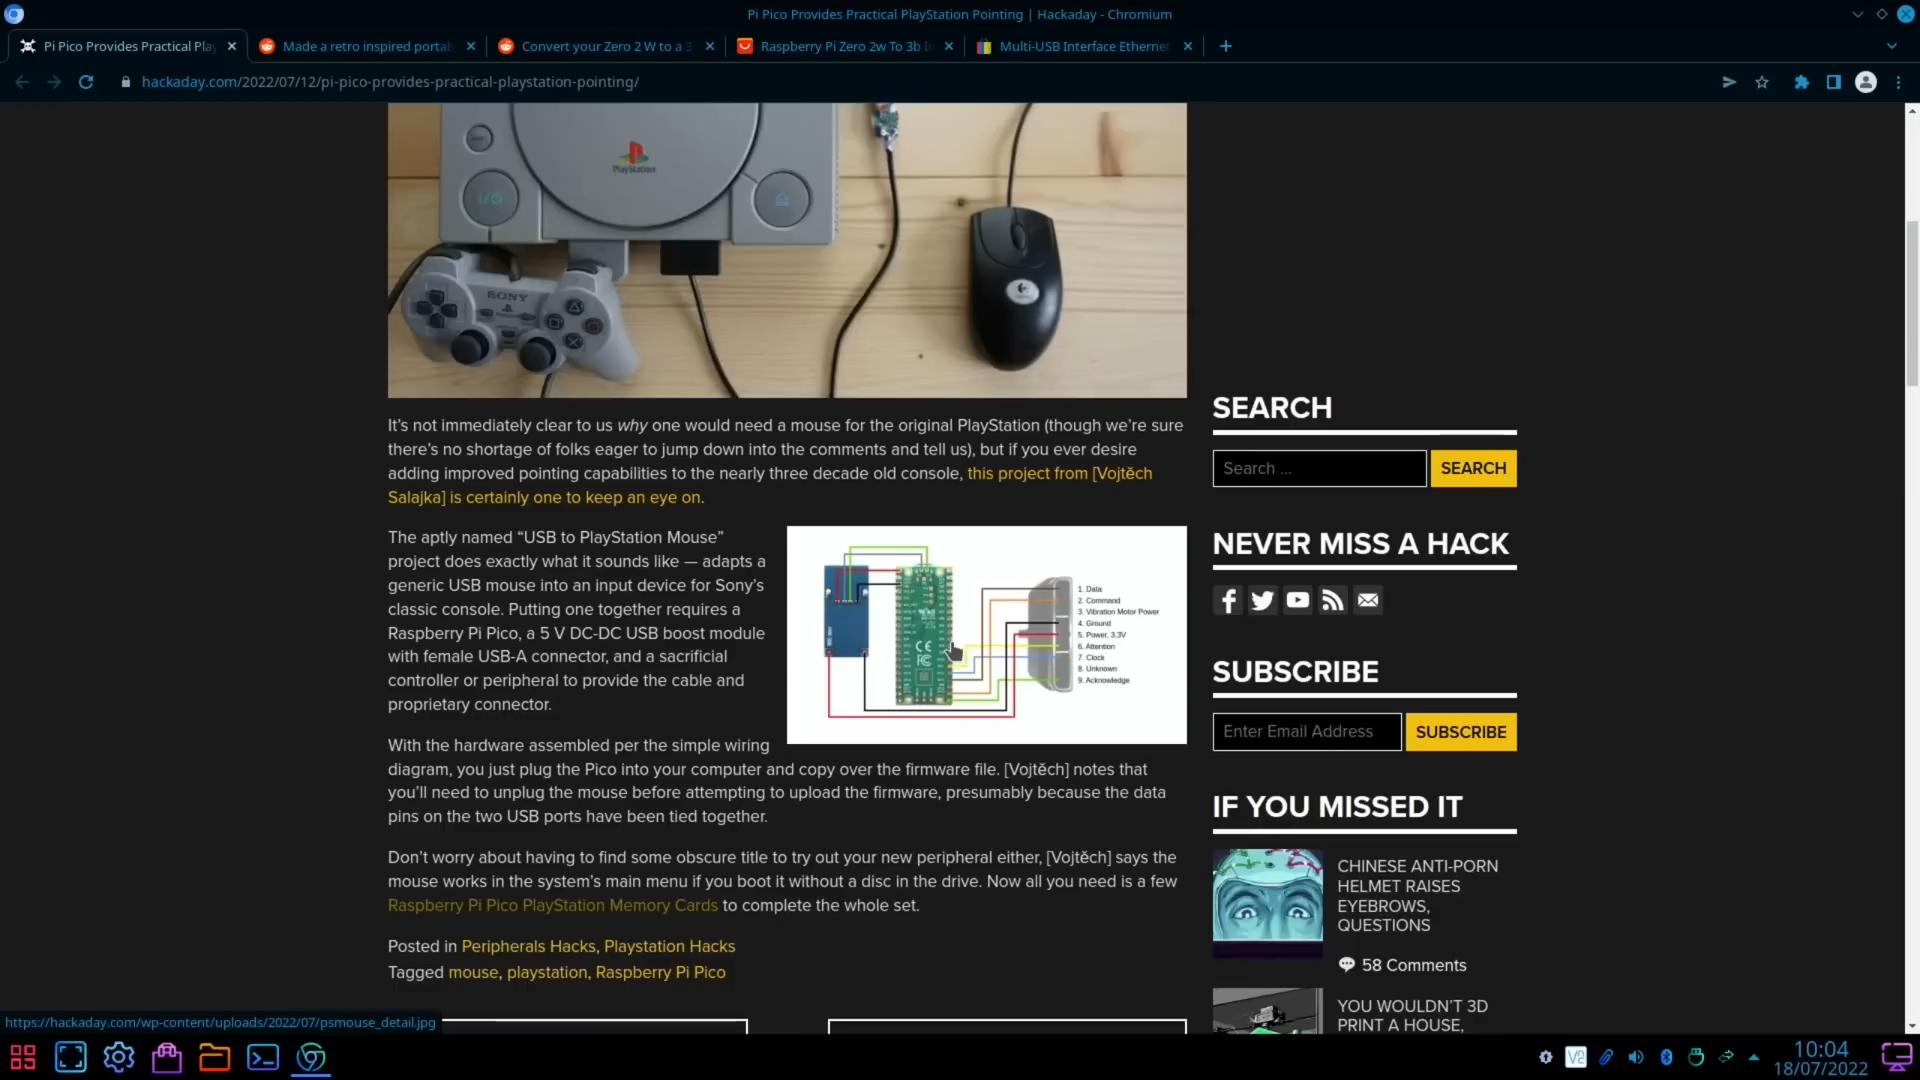 Pi Pico Provides Practical PlayStation Pointing | Hackaday - Chromium
Pi Pico Provides Practical Play
Made a retro inspired portab
Convert your Zero 2 W to a 3
Raspberry Pi Zero 2w To 3b
Multi-USB Interface Etherne
hackaday.com/2022/07/12/pi-pico-provides-practical-playstation-pointing/
PlayStation
SONY
It's not immediately clear to us why one would need a mouse for the original PlayStation (though we're sure
there's no shortage of folks eager to jump down into the comments and tell us), but if you ever desire
adding improved pointing capabilities to the nearly three decade old console, this project from [Vojtěch
Salajka] is certainly one to keep an eye on.
The aptly named “USB to PlayStation Mouse”
project does exactly what it sounds like — adapts a
generic USB mouse into an input device for Sony's
classic console. Putting one together requires a
Raspberry Pi Pico, a 5 V DC-DC USB boost module
with female USB-A connector, and a sacrificial
controller or peripheral to provide the cable and
proprietary connector.
1. Data
2. Command
3. Vibration Motor Power
4. Ground
5. Power, 3.3V
6. Attention
7. Clock
8. Unknown
9. Acknowledge
CE
FC
With the hardware assembled per the simple wiring
diagram, you just plug the Pico into your computer and copy over the firmware file. [Vojtěch] notes that
you'll need to unplug the mouse before attempting to upload the firmware, presumably because the data
pins on the two USB ports have been tied together.
Don't worry about having to find some obscure title to try out your new peripheral either, [Vojtěch] says the
mouse works in the system's main menu if you boot it without a disc in the drive. Now all you need is a few
Raspberry Pi Pico PlayStation Memory Cards to complete the whole set.
Posted in Peripherals Hacks, Playstation Hacks
Tagged mouse, playstation, Raspberry Pi Pico
SEARCH
Search ...
SEARCH
NEVER MISS A HACK
SUBSCRIBE
Enter Email Address
SUBSCRIBE
IF YOU MISSED IT
CHINESE ANTI-PORN
HELMET RAISES
EYEBROWS,
QUESTIONS
58 Comments
YOU WOULDN'T 3D
PRINT A HOUSE,
https://hackaday.com/wp-content/uploads/2022/07/psmouse_detail.jpg
10:04
18/07/2022